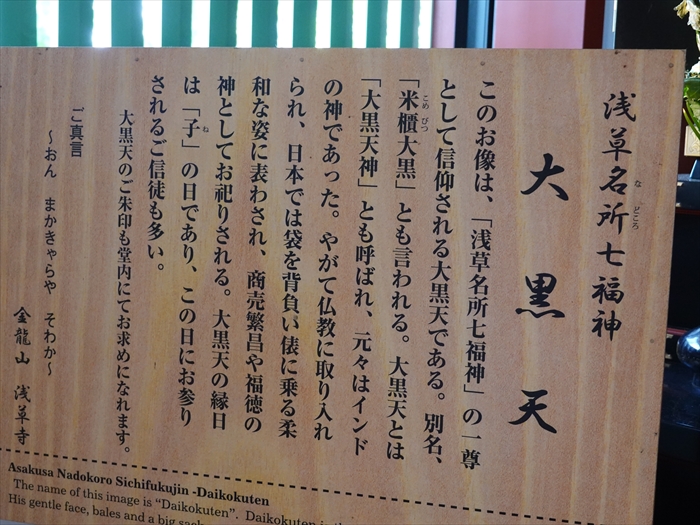 浅草名所七福神
などころ
大黒天
このお像は、「浅草名所七福神」の一尊
として信仰される大黒天である。別名、
「米櫃大黒」とも言われる。大黒天とは
こめびつ
「大黒天神」とも呼ばれ、元々はインド
の神であった。やがて仏教に取り入れ
られ、日本では袋を背負い俵に乗る柔
和な姿に表わされ、商売繁昌や福徳の
神としてお祀りされる。大黒天の縁日
は「子」の日であり、この日にお参り
ね
されるご信徒も多い。
大黒天のご朱印も堂内にてお求めになれます。
ご真言
〜おん まかきゃらや そわか〜
金龍山 浅草寺
Asakusa Nadokoro Sichifukujin -Daikokuten
The name of this image is "Daikokuten". Daikokuten
His gentle face, bales and a big